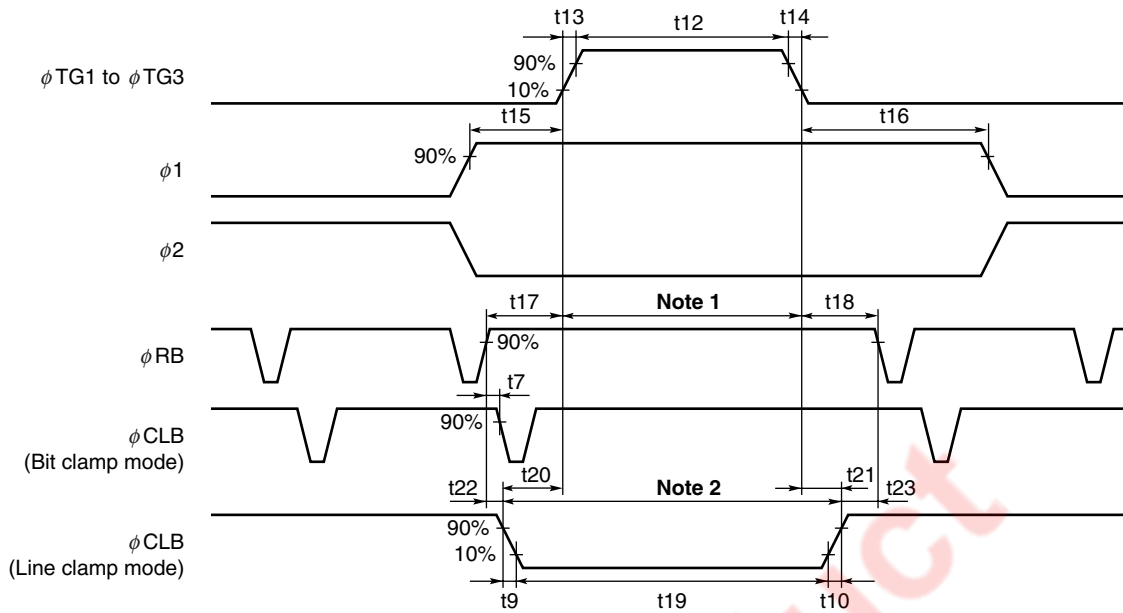 t13 t12 t14
φTG1 to φTG3
90%
10%
t15 t16
φ1
90%
φ2
t17 Note 1 t18
φRB
90%
t7
φCLB
(Bit clamp mode)
90%
t20 t21
t22 Note 2 t23
φCLB
(Line clamp mode)
90%
10%
t9 t19 t10
uct